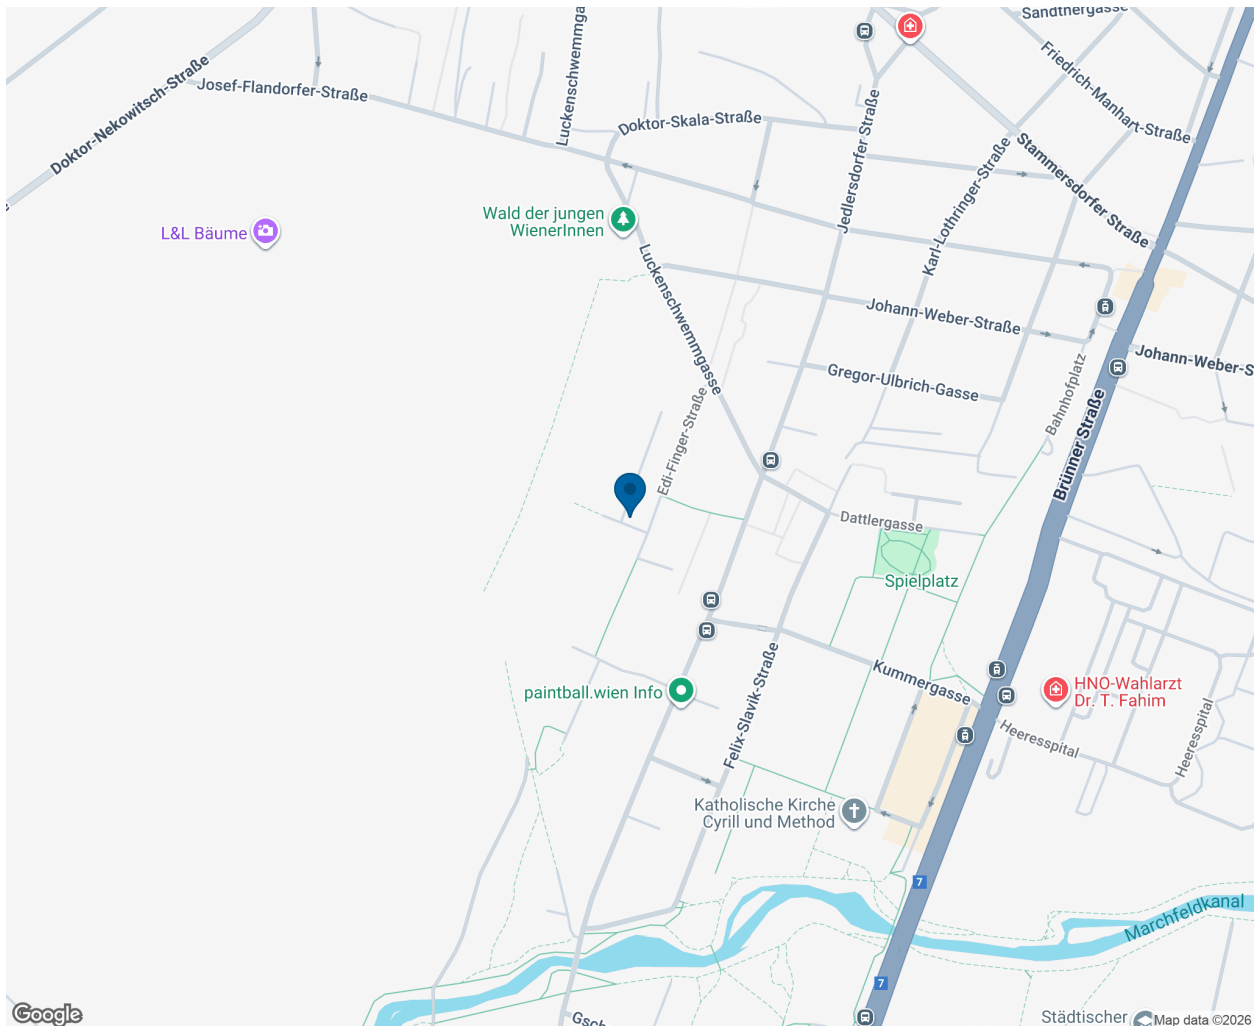 Sandtnergasse
Friedrich-Manhart-Straße
Doktor-Nekowitsch-Straße
Josef-Flandorfer-Straße
Luckenschwemmga
Doktor-Skala-Straße
Jedlersdorfer Straße
Stammersdorfer Straße
Karl-Lothringer-Straße
Wald der jungen
WienerInnen
L&L Bäume
Luckenschwemmgasse
Johann-Weber-Straße
Johann-Weber-S
Gregor-Ulbrich-Gasse
Bahnhofplatz
Brünner Straße
Edi-Finger-Straße
Dattlergasse
Spielplatz
Kummergasse
Felix-Slavik-Straße
paintball.wien Info
HNO-Wahlarzt
Dr. T. Fahim
Heeresspital
Heeresspital
Katholische Kirche
Cyrill und Method
7
Marchfeldkanal
7
Google
Gsch
Städtischer
Map data ©2026